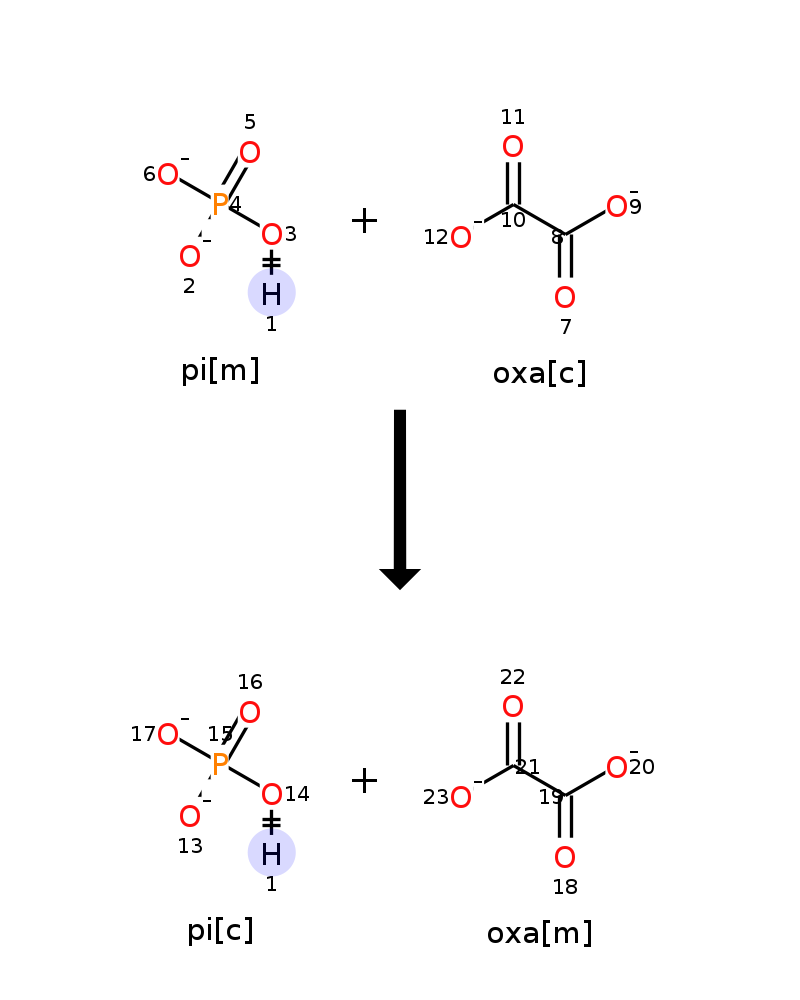 11
5
O
O
6 O -
P 4
O - 9
10
O 3
+
12 O -
8
O -
2
H
O
1
7
pi[m]
oxa[c]
22
16
O
O
17 O -
15
P
O - 20
21
O 14
+
23 O -
19
O -
13
H
O
1
18
pi[c]
oxa[m]